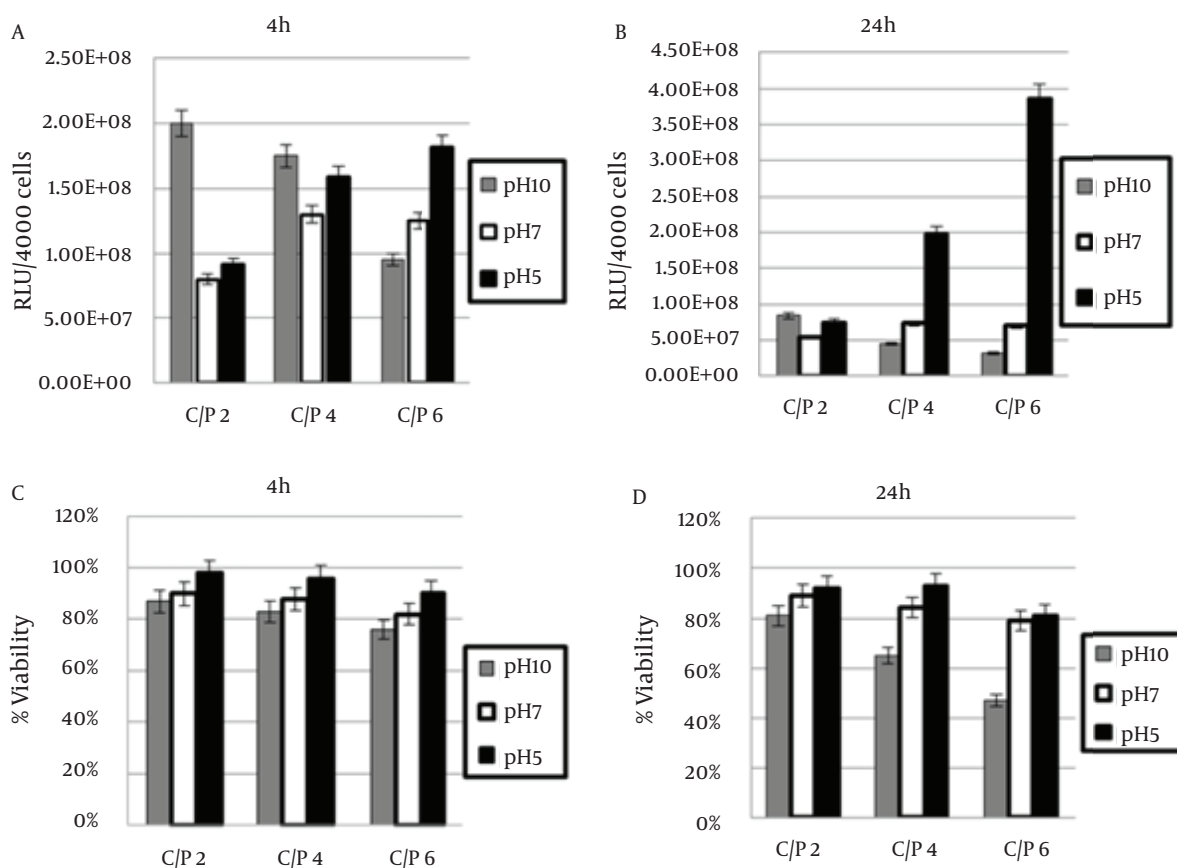 A
4h
RLU/4000 cells
2.50E+08
2.00E+08
1.50E+08
1.00E+08
5.00E+07
0.00E+00
C/P 2
C/P 4
C/P 6
pH10
pH7
pH5
B
24h
RLU/4000 cells
4.50E+08
4.00E+08
3.50E+08
3.00E+08
2.50E+08
2.00E+08
1.50E+08
1.00E+08
5.00E+07
0.00E+00
C/P 2
C/P 4
C/P 6
pH10
pH7
pH5
C
4h
% Viability
120%
100%
80%
60%
40%
20%
0%
C/P 2
C/P 4
C/P 6
pH10
pH7
pH5
D
24h
% Viability
120%
100%
80%
60%
40%
20%
0%
C/P 2
C/P 4
C/P 6
pH10
pH7
pH5